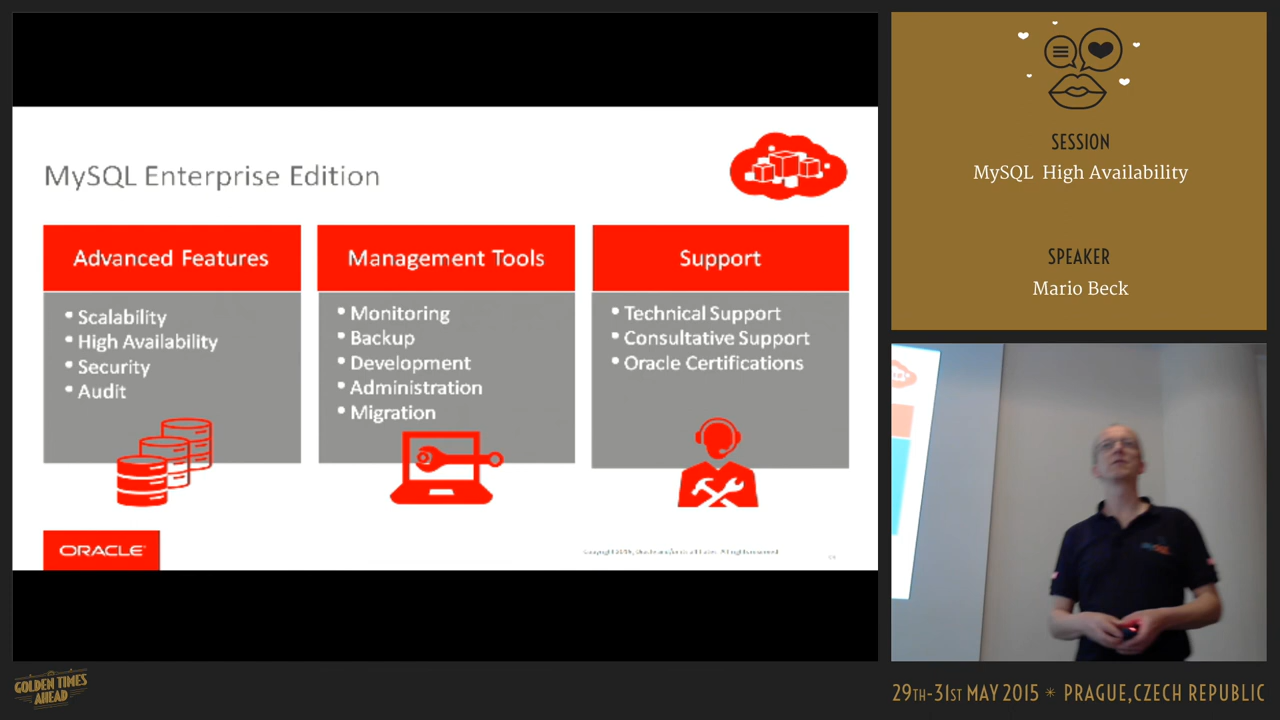 MySQL Enterprise Edition
Advanced Features
• Scalability
• High Availability
• Security
• Audit
Management Tools
• Monitoring
• Backup
• Development
• Administration
• Migration
Support
• Technical Support
• Consultative Support
• Oracle Certifications
ORACLE
SESSION
MySQL High Availability
SPEAKER
Mario Beck
GOLDEN TIMES
AHEAD
29TH-31ST MAY 2015 * PRAGUE, CZECH REPUBLIC